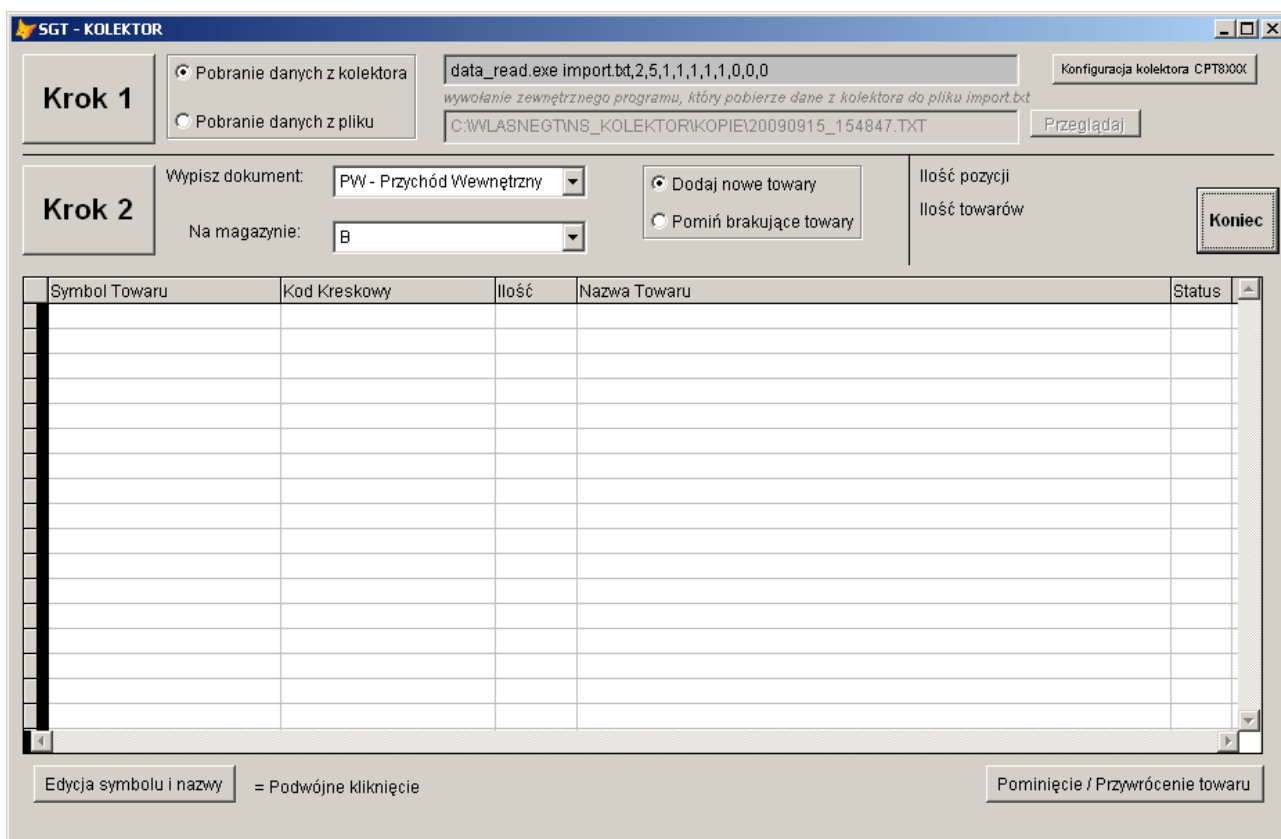 SGT - KOLEKTOR
Krok 1
Pobranie danych z kolektora
Pobranie danych z pliku
data_read.exe import.txt,2,5,1,1,1,1,1,0,0,0
wywołanie zewnętrznego programu, który pobierze dane z kolektora do pliku import.txt
C:\WLASNEGT\NS_KOLEKTOR\KOPIE\20090915_154847.TXT
Przeglądaj
Konfiguracja kolektora CPT8XXX
Krok 2
Wypisz dokument:
PW - Przychód Wewnętrzny
Na magazynie:
B
Dodaj nowe towary
Pomiń brakujące towary
Ilość pozycji
Ilość towarów
Koniec
Symbol Towaru Kod Kreskowy Ilość Nazwa Towaru Status
Edycja symbolu i nazwy = Podwójne kliknięcie
Pominięcie / Przywrócenie towaru